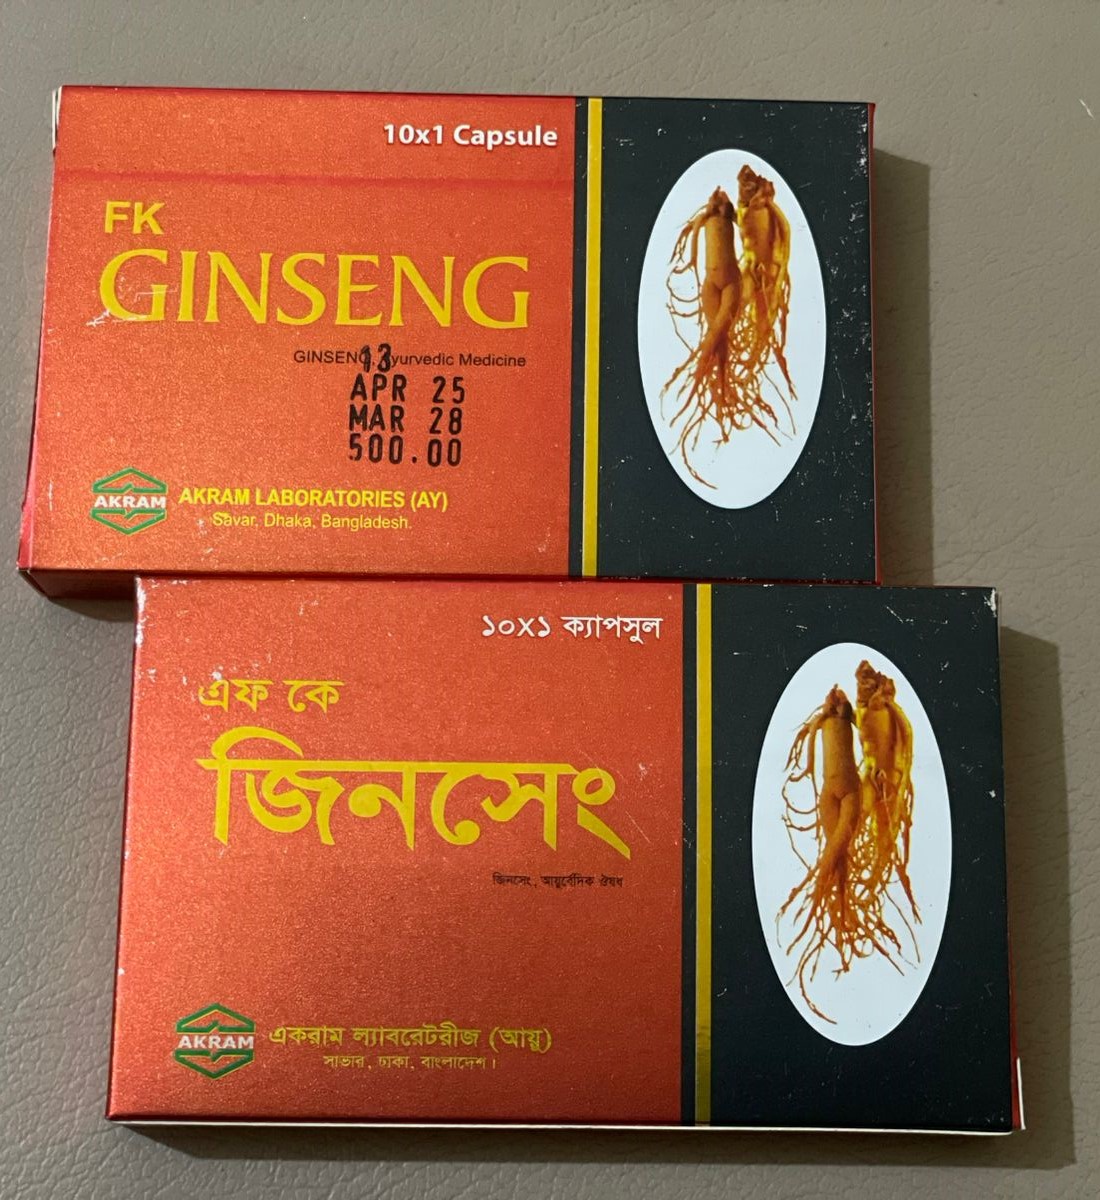 10x1 Capsule
FK
GINSENG
GINSENG, Ayurvedic Medicine
13
APR 25
MAR 28
500.00
AKRAM
AKRAM LABORATORIES (AY)
Savar, Dhaka, Bangladesh.
১০X১ ক্যাপসুল
এফ কে
জিনসেং
জিনসেং, আয়ুর্বেদিক ঔষধ
AKRAM
একরাম ল্যাবরেটরীজ (আয়ু)
সাভার, ঢাকা, বাংলাদেশ।